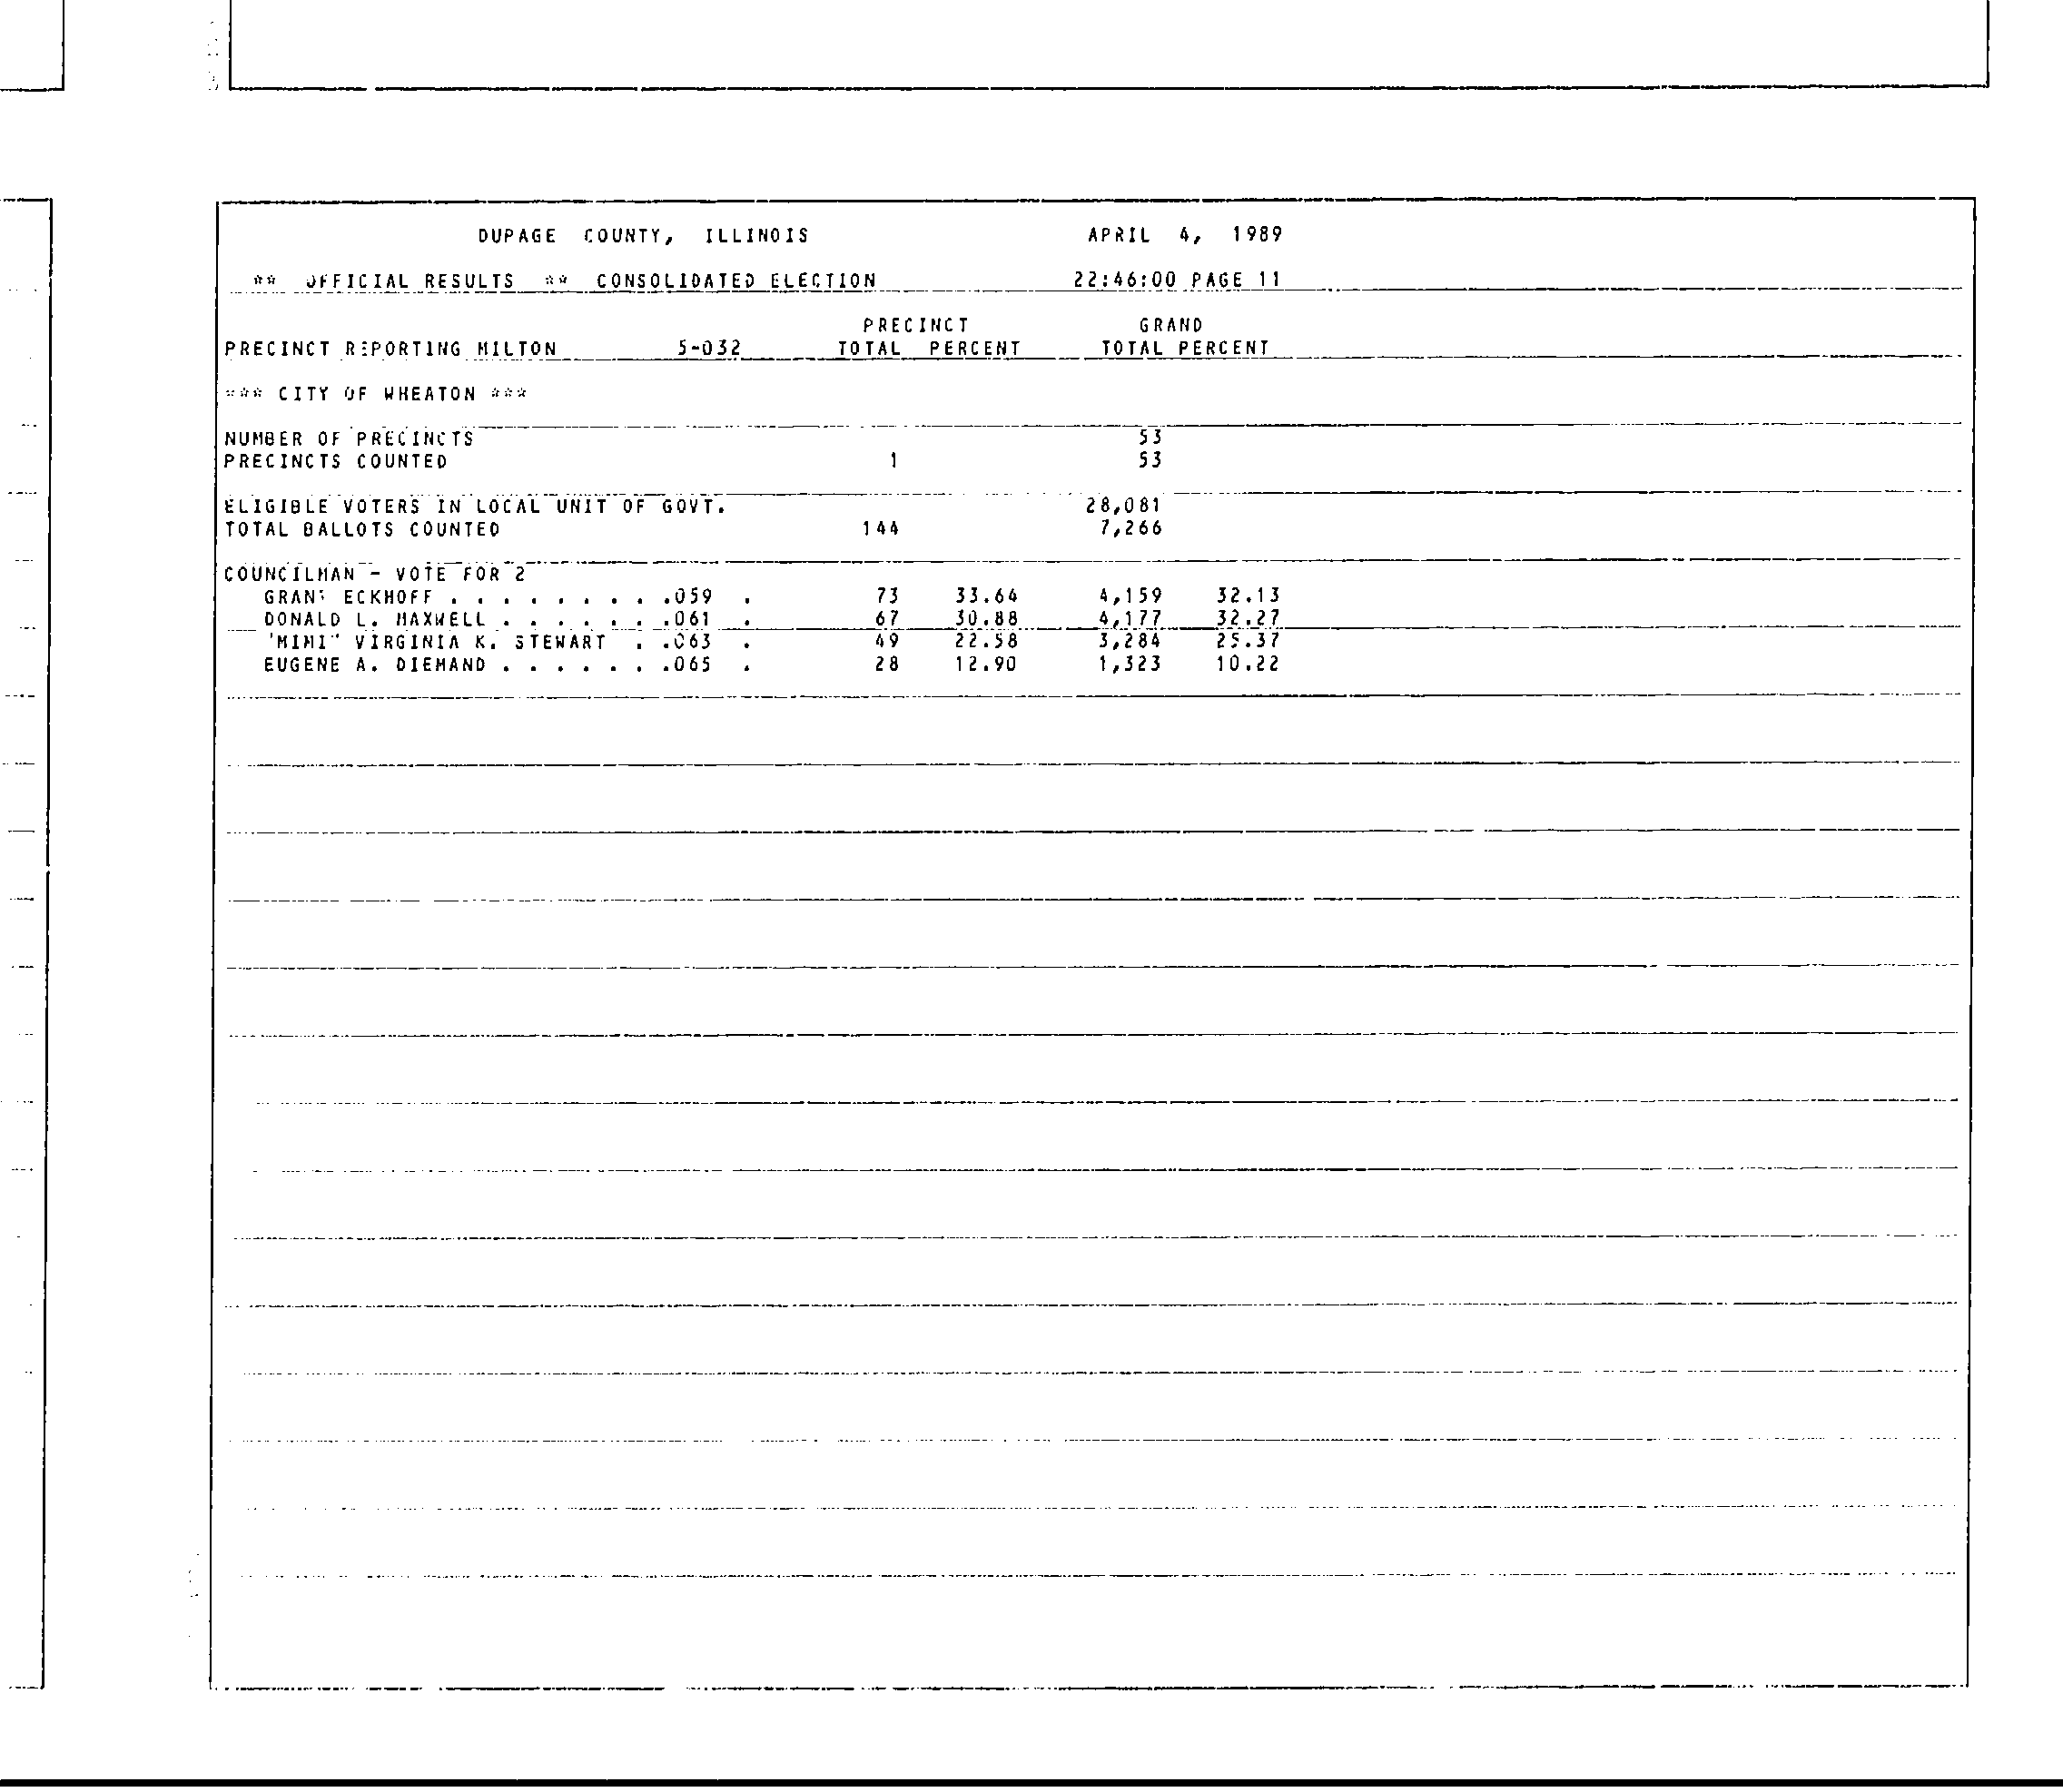 DUPAGE COUNTY, ILLINOIS APRIL 4, 1989
** OFFICIAL RESULTS ** CONSOLIDATED ELECTION 22:46:00 PAGE 11
PRECINCT GRAND
PRECINCT REPORTING MILTON 5-032 TOTAL PERCENT TOTAL PERCENT
*** CITY OF WHEATON ***
NUMBER OF PRECINCTS 53
PRECINCTS COUNTED 1 53
ELIGIBLE VOTERS IN LOCAL UNIT OF GOVT. 28,081
TOTAL BALLOTS COUNTED 144 7,266
COUNCILMAN - VOTE FOR 2
GRANT ECKHOFF . . . . . . . . .059 . 73 33.64 4,159 32.13
DONALD L. MAXWELL . . . . . . .061 . 67 30.88 4,177 32.27
"MIMI" VIRGINIA K. STEWART . .063 . 49 22.58 3,284 25.37
EUGENE A. DIEMAND . . . . . . .065 . 28 12.90 1,323 10.22